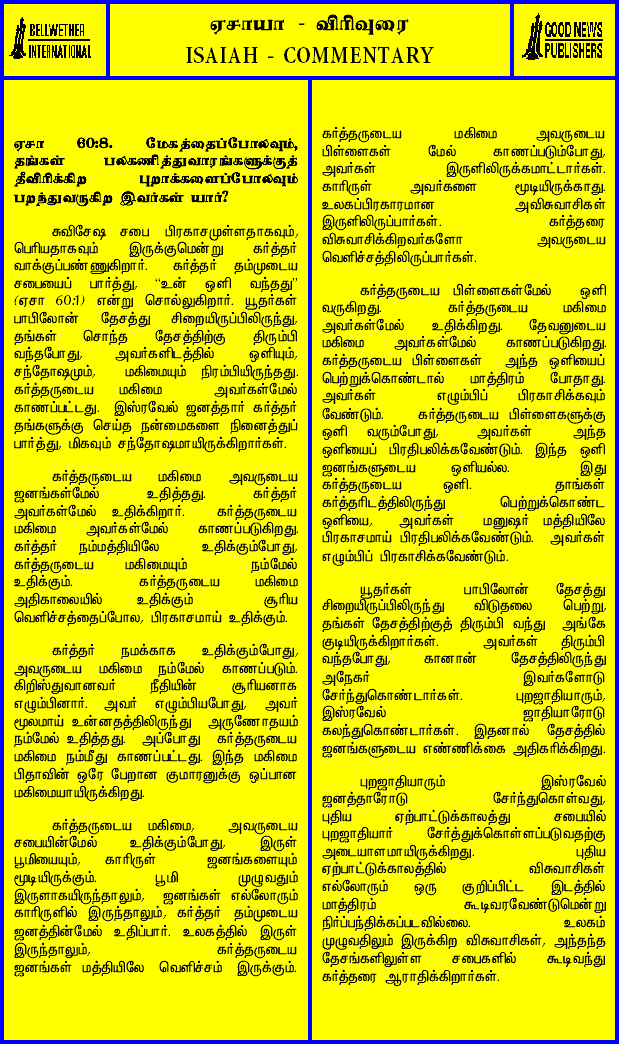 BELLWETHER
INTERNATIONAL
ஏசாயா - விரிவுரை
ISAIAH - COMMENTARY
GOOD NEWS
PUBLISHERS
ஏசா 60:8. மேகத்தைப்போலவும்,
தங்கள் பலகணித்துவாரங்களுக்குத்
தீவிரிக்கிற புறாக்களைப்போலவும்
பறந்துவருகிற இவர்கள் யார்?
சுவிசேஷ சபை பிரகாசமுள்ளதாகவும்,
பெரியதாகவும் இருக்குமென்று கர்த்தர்
வாக்குப்பண்ணுகிறார். கர்த்தர் தம்முடைய
சபையைப் பார்த்து, “உன் ஒளி வந்தது”
(ஏசா 60:1) என்று சொல்லுகிறார். யூதர்கள்
பாபிலோன் தேசத்து சிறையிருப்பிலிருந்து,
தங்கள் சொந்த தேசத்திற்கு திரும்பி
வந்தபோது, அவர்களிடத்தில் ஒளியும்,
சந்தோஷமும், மகிமையும் நிரம்பியிருந்தது.
கர்த்தருடைய மகிமை அவர்கள்மேல்
காணப்பட்டது. இஸ்ரவேல் ஜனத்தார் கர்த்தர்
தங்களுக்கு செய்த நன்மைகளை நினைத்துப்
பார்த்து, மிகவும் சந்தோஷமாயிருக்கிறார்கள்.
கர்த்தருடைய மகிமை அவருடைய
ஜனங்கள்மேல் உதித்தது. கர்த்தர்
அவர்கள்மேல் உதிக்கிறார். கர்த்தருடைய
மகிமை அவர்கள்மேல் காணப்படுகிறது.
கர்த்தர் நம்மத்தியிலே உதிக்கும்போது,
கர்த்தருடைய மகிமையும் நம்மேல்
உதிக்கும். கர்த்தருடைய மகிமை
அதிகாலையில் உதிக்கும் சூரிய
வெளிச்சத்தைப்போல, பிரகாசமாய் உதிக்கும்.
கர்த்தர் நமக்காக உதிக்கும்போது,
அவருடைய மகிமை நம்மேல் காணப்படும்.
கிறிஸ்துவானவர் நீதியின் சூரியனாக
எழும்பினார். அவர் எழும்பியபோது, அவர்
மூலமாய் உன்னதத்திலிருந்து அருணோதயம்
நம்மேல் உதித்தது. அப்போது கர்த்தருடைய
மகிமை நம்மீது காணப்பட்டது. இந்த மகிமை
பிதாவின் ஒரே பேறான குமாரனுக்கு ஒப்பான
மகிமையாயிருக்கிறது.
கர்த்தருடைய மகிமை, அவருடைய
சபையின்மேல் உதிக்கும்போது, இருள்
பூமியையும், காரிருள் ஜனங்களையும்
மூடியிருக்கும். பூமி முழுவதும்
இருளாகயிருந்தாலும், ஜனங்கள் எல்லோரும்
காரிருளில் இருந்தாலும், கர்த்தர் தம்முடைய
ஜனத்தின்மேல் உதிப்பார். உலகத்தில் இருள்
இருந்தாலும், கர்த்தருடைய
ஜனங்கள் மத்தியிலே வெளிச்சம் இருக்கும்.
கர்த்தருடைய மகிமை அவருடைய
பிள்ளைகள் மேல் காணப்படும்போது,
அவர்கள் இருளிலிருக்கமாட்டார்கள்.
காரிருள் அவர்களை மூடியிருக்காது.
உலகப்பிரகாரமான அவிசுவாசிகள்
இருளிலிருப்பார்கள். கர்த்தரை
விசுவாசிக்கிறவர்களோ அவருடைய
வெளிச்சத்திலிருப்பார்கள்.
கர்த்தருடைய பிள்ளைகள்மேல் ஒளி
வருகிறது. கர்த்தருடைய மகிமை
அவர்கள்மேல் உதிக்கிறது. தேவனுடைய
மகிமை அவர்கள்மேல் காணப்படுகிறது.
கர்த்தருடைய பிள்ளைகள் அந்த ஒளியைப்
பெற்றுக்கொண்டால் மாத்திரம் போதாது.
அவர்கள் எழும்பிப் பிரகாசிக்கவும்
வேண்டும். கர்த்தருடைய பிள்ளைகளுக்கு
ஒளி வரும்போது, அவர்கள் அந்த
ஒளியைப் பிரதிபலிக்கவேண்டும். இந்த ஒளி
ஜனங்களுடைய ஒளியல்ல. இது
கர்த்தருடைய ஒளி. தாங்கள்
கர்த்தரிடத்திலிருந்து பெற்றுக்கொண்ட
ஒளியை, அவர்கள் மனுஷர் மத்தியிலே
பிரகாசமாய் பிரதிபலிக்கவேண்டும். அவர்கள்
எழும்பிப் பிரகாசிக்கவேண்டும்.
யூதர்கள் பாபிலோன் தேசத்து
சிறையிருப்பிலிருந்து விடுதலை பெற்று,
தங்கள் தேசத்திற்குத் திரும்பி வந்து அங்கே
குடியிருக்கிறார்கள். அவர்கள் திரும்பி
வந்தபோது, கானான் தேசத்திலிருந்து
அநேகர் இவர்களோடு
சேர்ந்துகொண்டார்கள். புறஜாதியாரும்,
இஸ்ரவேல் ஜாதியாரோடு
கலந்துகொண்டார்கள். இதனால் தேசத்தில்
ஜனங்களுடைய எண்ணிக்கை அதிகரிக்கிறது.
புறஜாதியாரும் இஸ்ரவேல்
ஜனத்தாரோடு சேர்ந்துகொள்வது,
புதிய ஏற்பாட்டுக்காலத்து சபையில்
புறஜாதியார் சேர்த்துக்கொள்ளப்படுவதற்கு
அடையாளமாயிருக்கிறது. புதிய
ஏற்பாட்டுக்காலத்தில் விசுவாசிகள்
எல்லோரும் ஒரு குறிப்பிட்ட இடத்தில்
மாத்திரம் கூடிவரவேண்டுமென்று
நிர்ப்பந்திக்கப்படவில்லை. உலகம்
முழுவதிலும் இருக்கிற விசுவாசிகள், அந்தந்த
தேசங்களிலுள்ள சபைகளில் கூடிவந்து
கர்த்தரை ஆராதிக்கிறார்கள்.